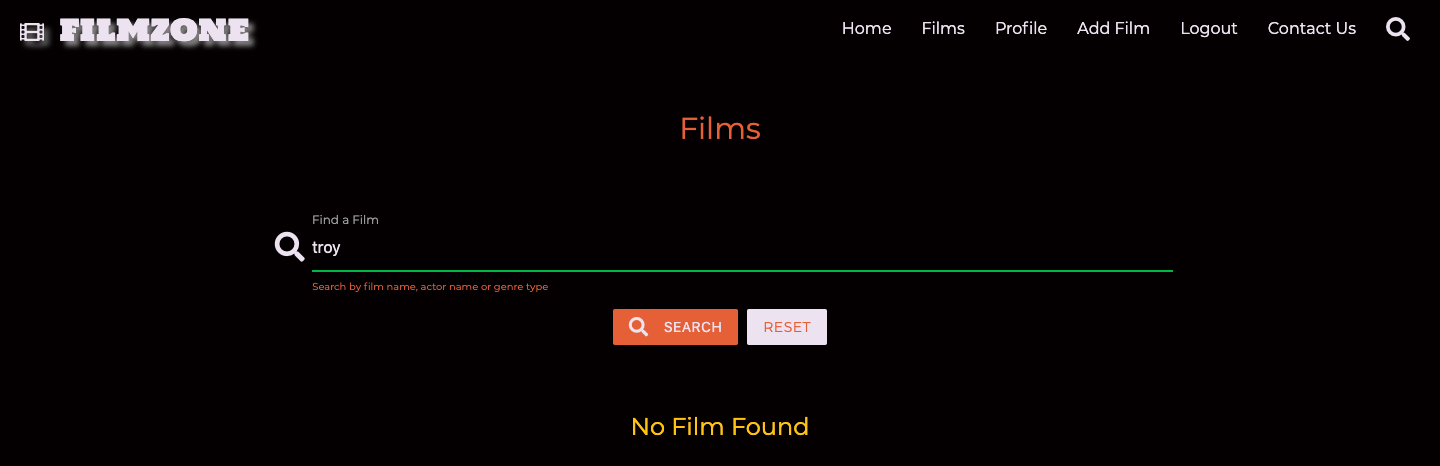 FILMZONE
Home Films Profile Add Film Logout Contact Us
Films
Find a Film
troy
Search by film name, actor name or genre type
SEARCH RESET
No Film Found